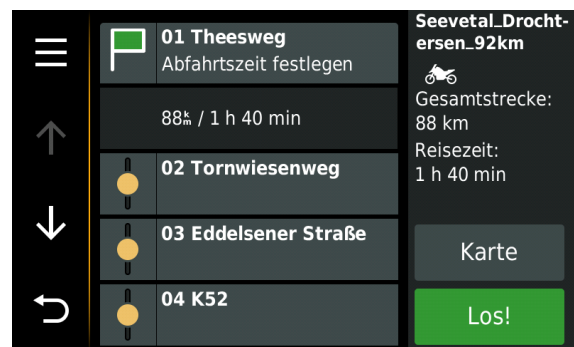 01 Theesweg
Abfahrtszeit festlegen
88km / 1 h 40 min
02 Tornwiesenweg
03 Eddelsener Straße
04 K52
Seevetal_Drocht-
ersen_92km
Gesamtstrecke:
88 km
Reisezeit:
1 h 40 min
Karte
Los!